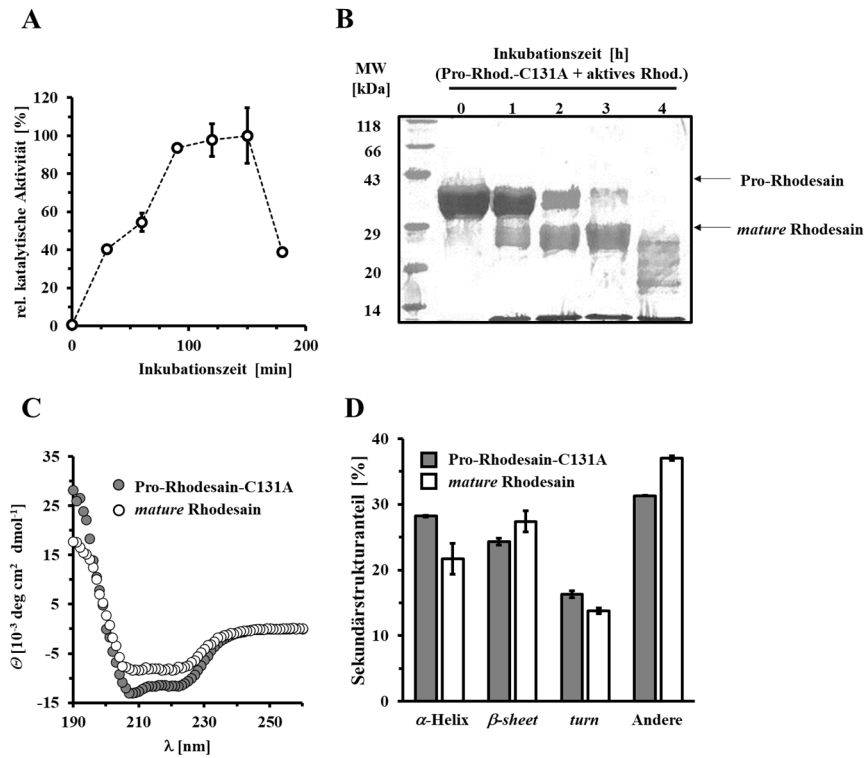 A
rel. katalytische Aktivität [%]
120
100
80
60
40
20
0
0
100
200
Inkubationszeit [min]
B
Inkubationszeit [h]
(Pro-Rhod.-C131A + aktives Rhod.)
MW
[kDa]
0 1 2 3 4
118
66
43
29
20
14
Pro-Rhodesain
mature Rhodesain
C
Θ [10⁻³ deg cm² dmol⁻¹]
35
25
15
5
-5
-15
190
210
230
250
λ [nm]
Pro-Rhodesain-C131A
mature Rhodesain
D
Sekundärstrukturanteil [%]
40
30
20
10
0
Pro-Rhodesain-C131A
mature Rhodesain
α-Helix
β-sheet
turn
Andere